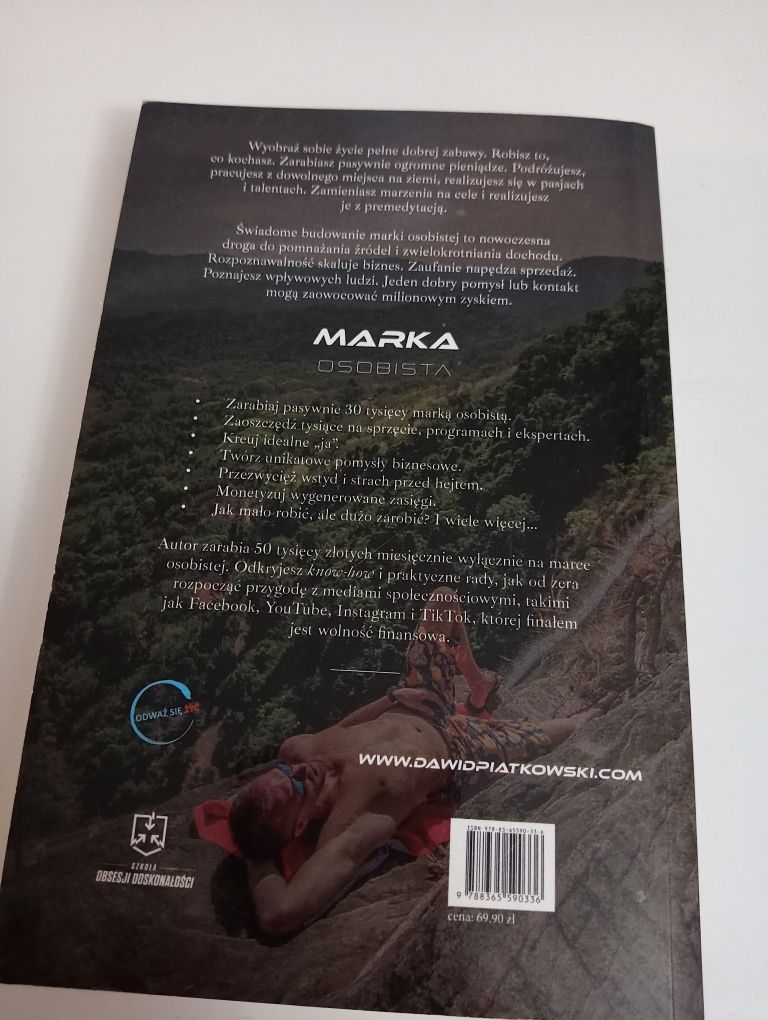 Wyobraź sobie życie pełne dobrej zabawy. Robisz to,
co kochasz. Zarabiasz pasywnie ogromne pieniądze. Podróżujesz,
pracujesz z dowolnego miejsca na ziemi, realizujesz się w pasjach
i talentach. Zamieniasz marzenia na cele i realizujesz
je z premedytacją.
Świadome budowanie marki osobistej to nowoczesna
droga do pomnażania źródeł i zwielokrotniania dochodu.
Rozpoznawalność skaluje biznes. Zaufanie napędza sprzedaż.
Poznajesz wpływowych ludzi. Jeden dobry pomysł lub kontakt
mogą zaowocować milionowym zyskiem.
MARKA
OSOBISTA
• Zarabiaj pasywnie 30 tysięcy marką osobistą.
• Zaoszczędź tysiące na sprzęcie, programach i ekspertach.
• Kreuj idealne „ja”.
• Twórz unikatowe pomysły biznesowe.
• Przezwycięż wstyd i strach przed hejtem.
• Monetyzuj wygenerowane zasięgi.
• Jak mało robić, ale dużo zarobić? I wiele więcej...
Autor zarabia 50 tysięcy złotych miesięcznie wyłącznie na marce
osobistej. Odkryjesz know-how i praktyczne rady, jak od zera
rozpocząć przygodę z mediami społecznościowymi, takimi
jak Facebook, YouTube, Instagram i TikTok, której finałem
jest wolność finansowa.
ODWAŻ SIĘ ŻYĆ
WWW.DAWIDPIATKOWSKI.COM
SZKOŁA
OBSESJI DOSKONAŁOŚCI
ISBN 978-83-65590-33-6
9 788365 590336
cena: 69,90 zł